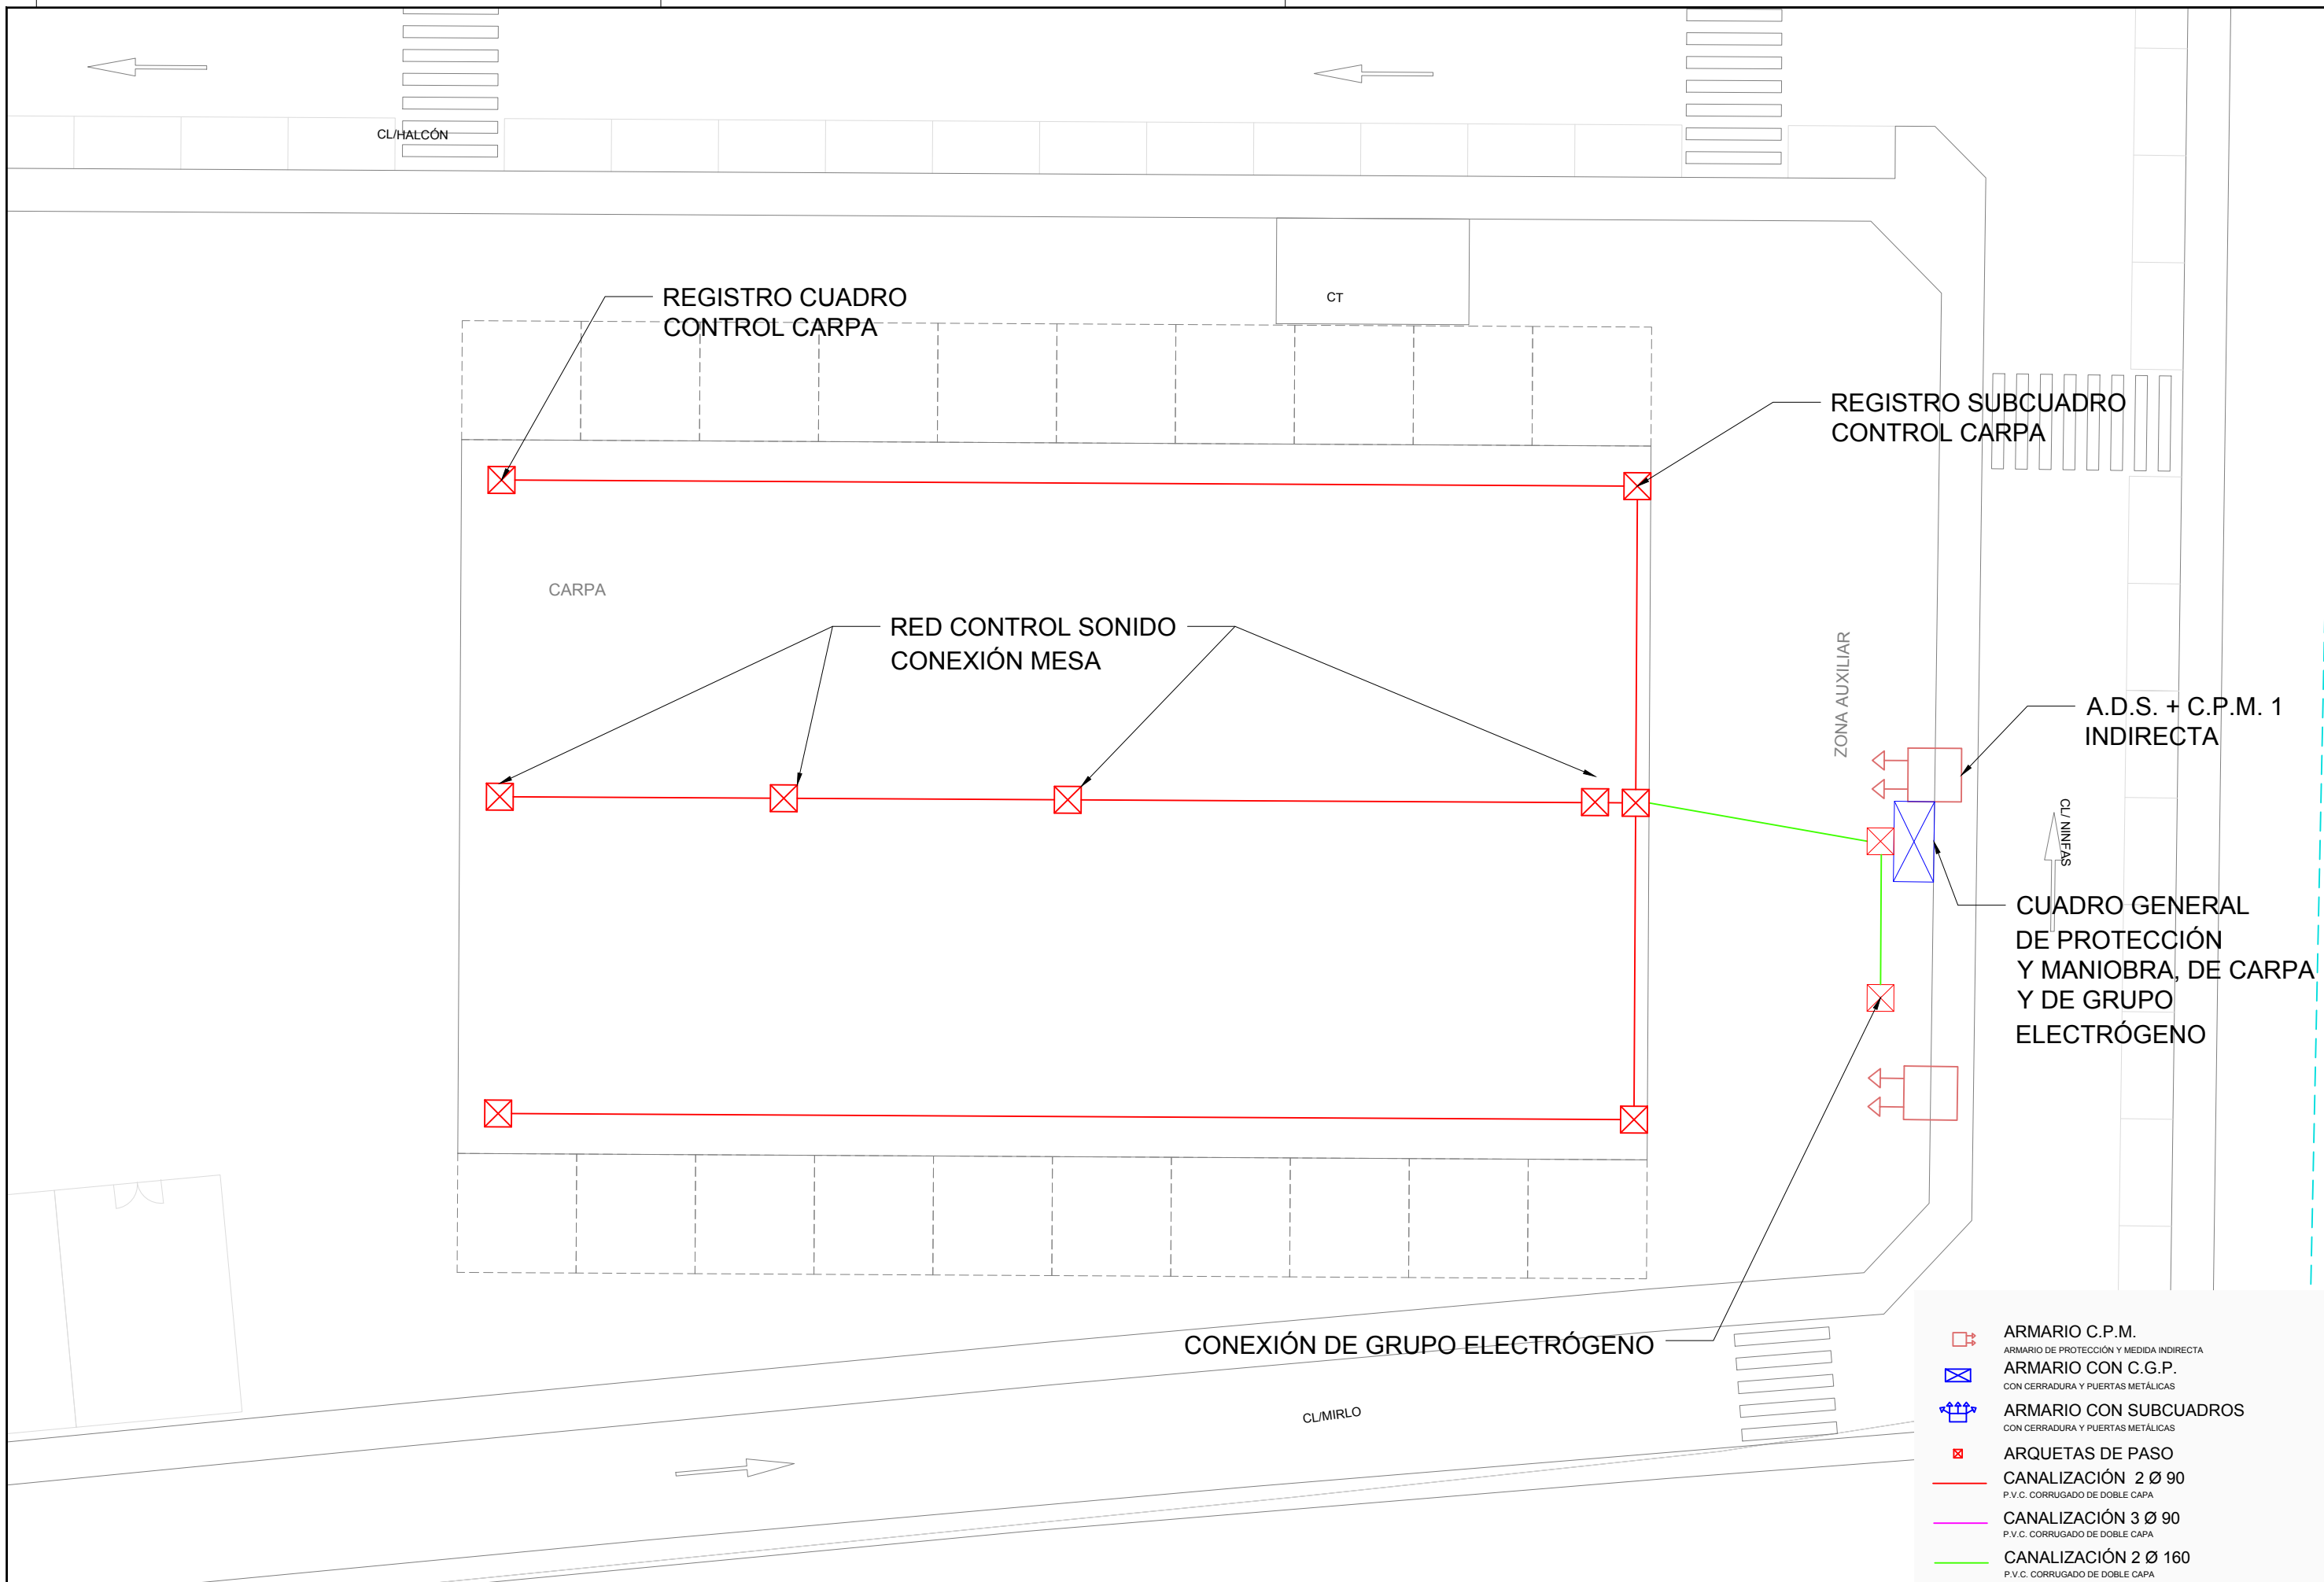 CL/HALCÓN
REGISTRO CUADRO
CONTROL CARPA
CT
REGISTRO SUBCUADRO
CONTROL CARPA
CARPA
RED CONTROL SONIDO
CONEXIÓN MESA
ZONA AUXILIAR
A.D.S. + C.P.M. 1
INDIRECTA
CL/ NINFAS
CUADRO GENERAL
DE PROTECCIÓN
Y MANIOBRA, DE CARPA
Y DE GRUPO
ELECTRÓGENO
CONEXIÓN DE GRUPO ELECTRÓGENO
CL/MIRLO
ARMARIO C.P.M.
ARMARIO DE PROTECCIÓN Y MEDIDA INDIRECTA
ARMARIO CON C.G.P.
CON CERRADURA Y PUERTAS METÁLICAS
ARMARIO CON SUBCUADROS
CON CERRADURA Y PUERTAS METÁLICAS
ARQUETAS DE PASO
CANALIZACIÓN 2 Ø 90
P.V.C. CORRUGADO DE DOBLE CAPA
CANALIZACIÓN 3 Ø 90
P.V.C. CORRUGADO DE DOBLE CAPA
CANALIZACIÓN 2 Ø 160
P.V.C. CORRUGADO DE DOBLE CAPA